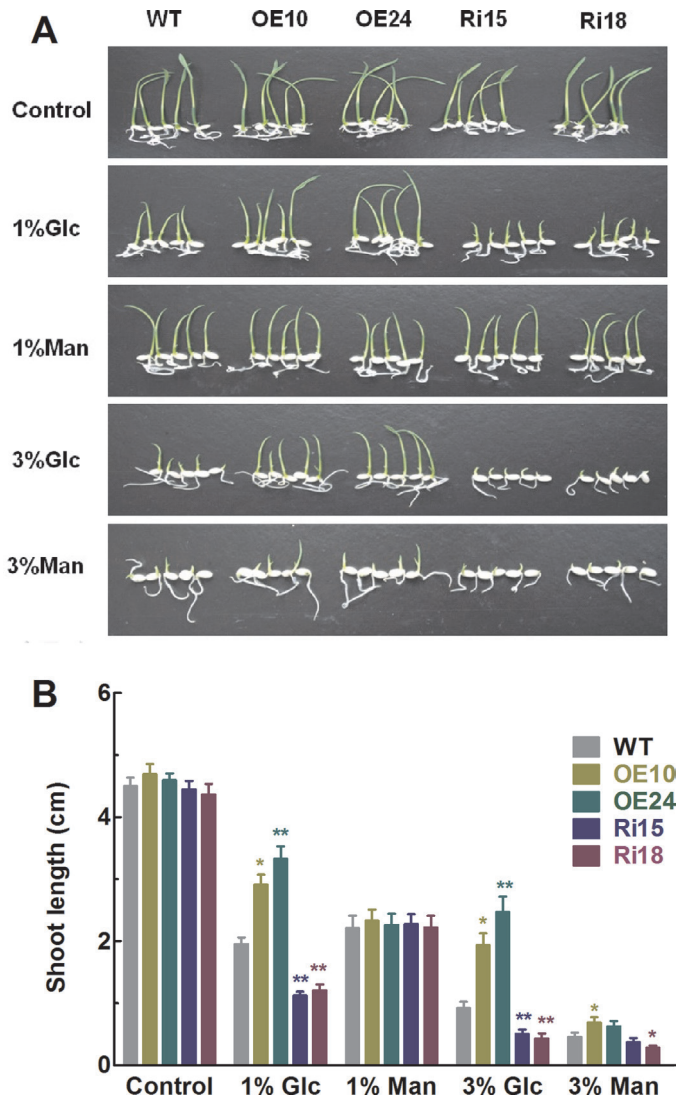 A
WT OE10 OE24 Ri15 Ri18
Control
1%Glc
1%Man
3%Glc
3%Man
B
6
4
2
0
Shoot length (cm)
WT
OE10
OE24
Ri15
Ri18
* ** ** **
* ** ** **
* *
Control 1% Glc 1% Man 3% Glc 3% Man